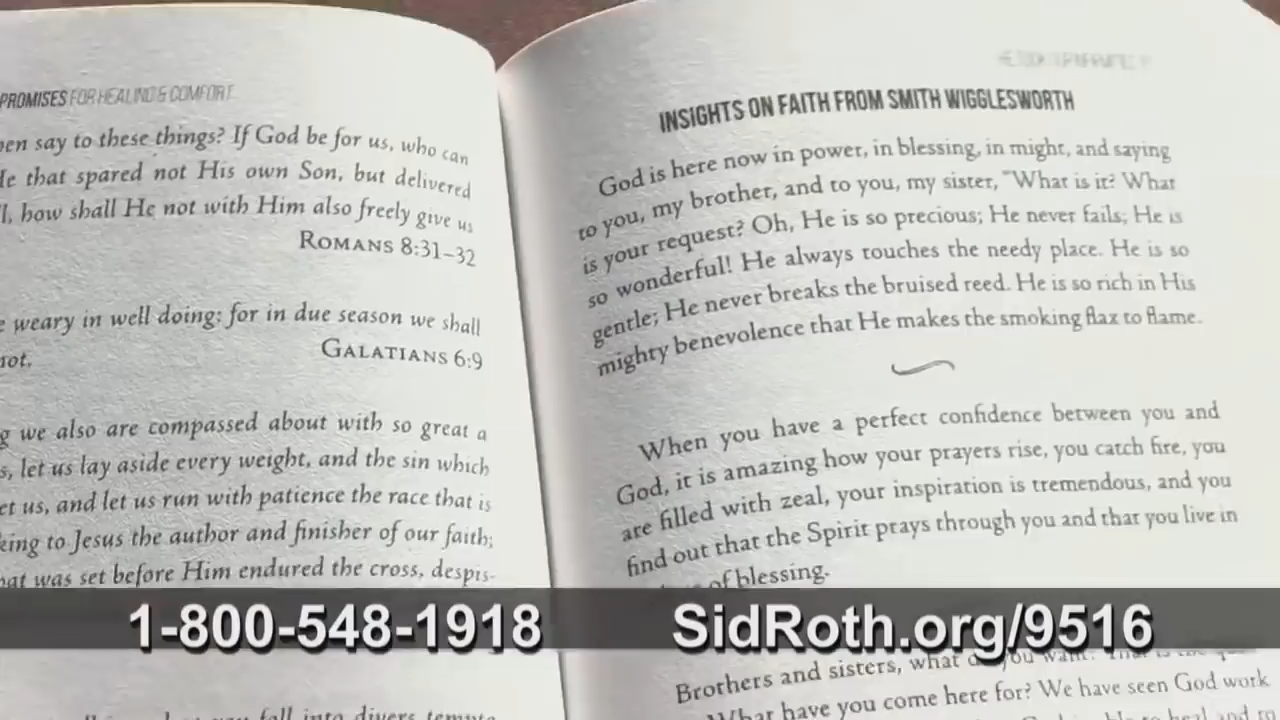 PROMISES FOR HEALING & COMFORT
say to these things? If God be for us, who can
He that spared not His own Son, but delivered
how shall He not with Him also freely give us
ROMANS 8:31–32
weary in well doing: for in due season we shall
not.
GALATIANS 6:9
we also are compassed about with so great a
let us lay aside every weight, and the sin which
us, and let us run with patience the race that is
to Jesus the author and finisher of our faith;
was set before Him endured the cross, despis-
fall into divers
INSIGHTS ON FAITH FROM SMITH WIGGLESWORTH
God is here now in power, in blessing, in might, and saying
to you, my brother, and to you, my sister, "What is it? What
is your request? Oh, He is so precious; He never fails; He is
so wonderful! He always touches the needy place. He is so
gentle; He never breaks the bruised reed. He is so rich in His
mighty benevolence that He makes the smoking flax to flame.
When you have a perfect confidence between you and
God, it is amazing how your prayers rise, you catch fire, you
are filled with zeal, your inspiration is tremendous, and you
find out that the Spirit prays through you and that you live in
of blessing.
Brothers and sisters, what do you want?
What have you come here for? We have seen God work
1-800-548-1918
SidRoth.org/9516